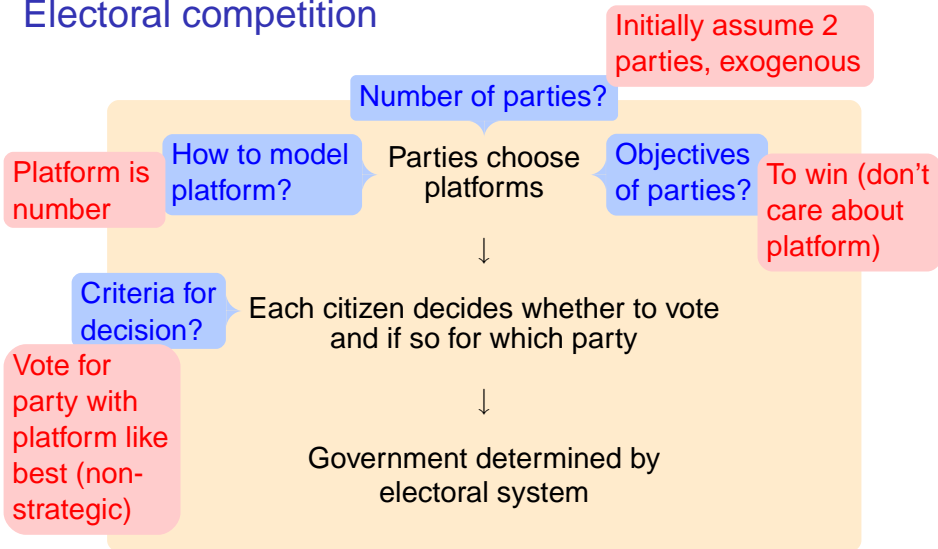 Electoral competition
Initially assume 2
parties, exogenous
Number of parties?
Platform is
number
How to model
platform?
Parties choose
platforms
Objectives
of parties?
To win (don't
care about
platform)
↓
Criteria for
decision?
Each citizen decides whether to vote
and if so for which party
Vote for
party with
platform like
best (non-
strategic)
↓
Government determined by
electoral system